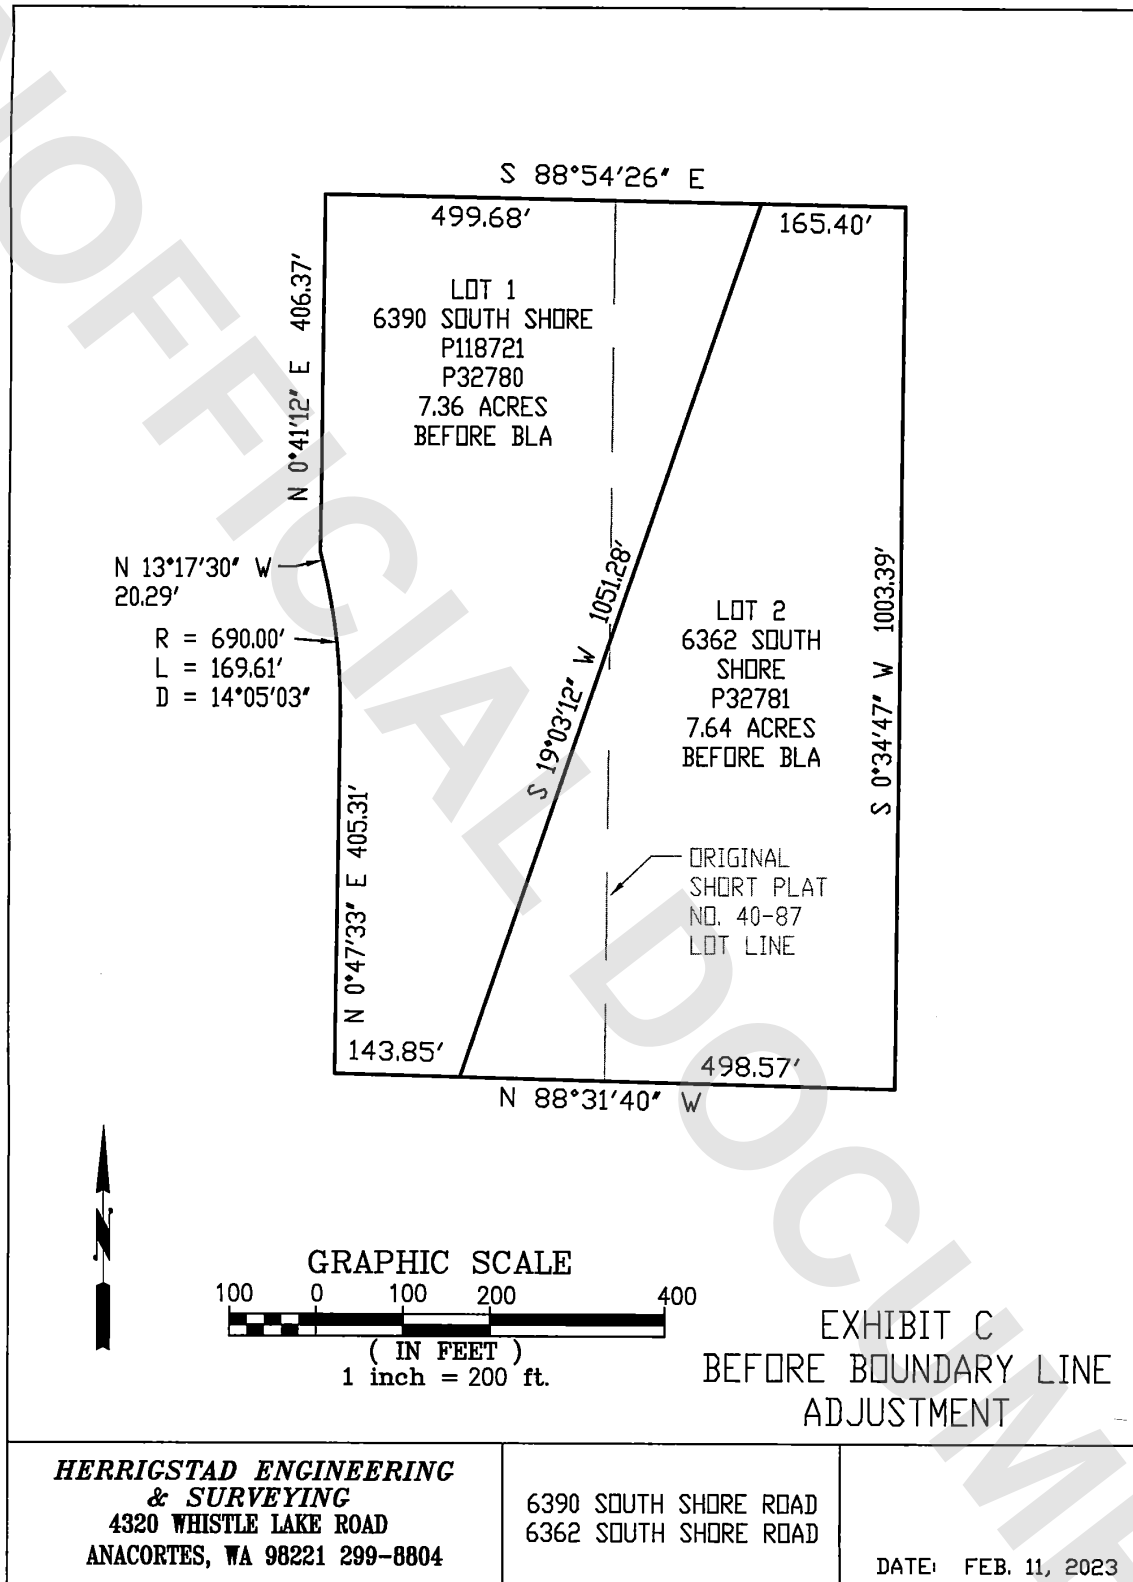 S 88°54'26" E
499.68'
165.40'
N 0°41'12" E 406.37'
LOT 1
6390 SOUTH SHORE
P118721
P32780
7.36 ACRES
BEFORE BLA
N 13°17'30" W
20.29'
R = 690.00'
L = 169.61'
D = 14°05'03"
S 19°03'12" W 1051.28'
LOT 2
6362 SOUTH
SHORE
P32781
7.64 ACRES
BEFORE BLA
S 0°34'47" W 1003.39'
N 0°47'33" E 405.31'
ORIGINAL
SHORT PLAT
NO. 40-87
LOT LINE
143.85'
498.57'
N 88°31'40" W
N
GRAPHIC SCALE
100 0 100 200 400
( IN FEET )
1 inch = 200 ft.
EXHIBIT C
BEFORE BOUNDARY LINE
ADJUSTMENT
HERRIGSTAD ENGINEERING
& SURVEYING
4320 WHISTLE LAKE ROAD
ANACORTES, WA 98221 299-8804
6390 SOUTH SHORE ROAD
6362 SOUTH SHORE ROAD
DATE: FEB. 11, 2023
UNOFFICIAL DOCUMENT